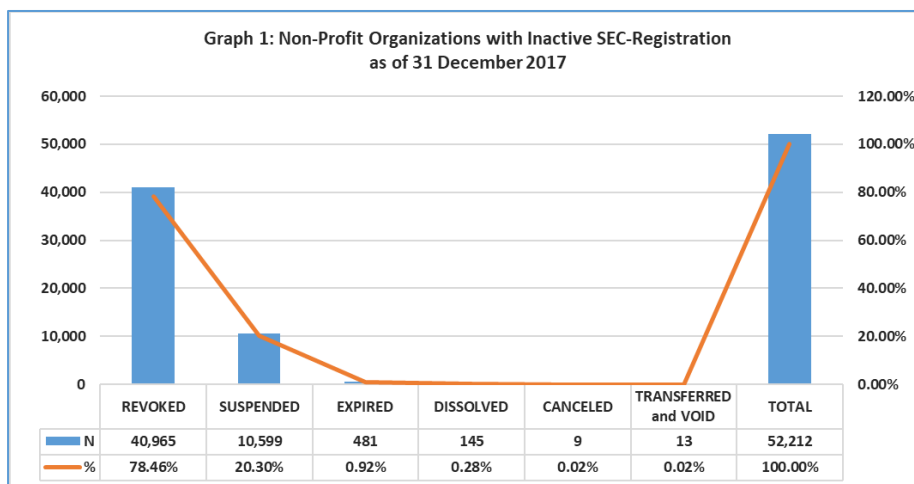 Graph 1: Non-Profit Organizations with Inactive SEC-Registration
as of 31 December 2017
60,000 120.00%
50,000 100.00%
40,000 80.00%
30,000 60.00%
20,000 40.00%
10,000 20.00%
0 0.00%
REVOKED SUSPENDED EXPIRED DISSOLVED CANCELED TRANSFERRED and VOID TOTAL
N 40,965 10,599 481 145 9 13 52,212
% 78.46% 20.30% 0.92% 0.28% 0.02% 0.02% 100.00%